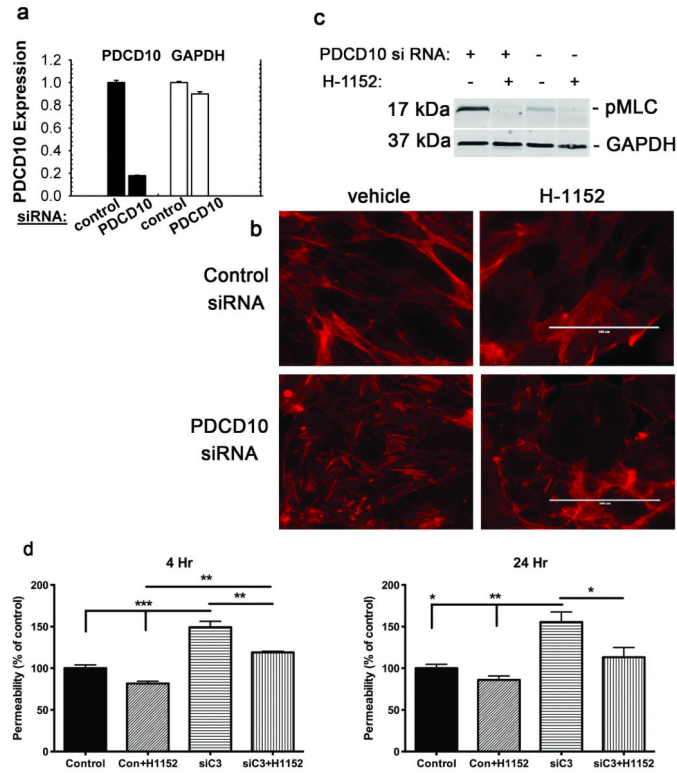 a
PDCD10 Expression
1.2
1.0
0.8
0.6
0.4
0.2
0.0
PDCD10 GAPDH
siRNA:
control
PDCD10
control
PDCD10
c
PDCD10 si RNA: + + - -
H-1152: - + - +
17 kDa - pMLC
37 kDa - GAPDH
b
vehicle H-1152
Control
siRNA
PDCD10
siRNA
d
4 Hr
Permeability (% of control)
200
150
100
50
0
***
**
**
Control Con+H1152 siC3 siC3+H1152
24 Hr
Permeability (% of control)
200
150
100
50
0
*
**
*
Control Con+H1152 siC3 siC3+H1152